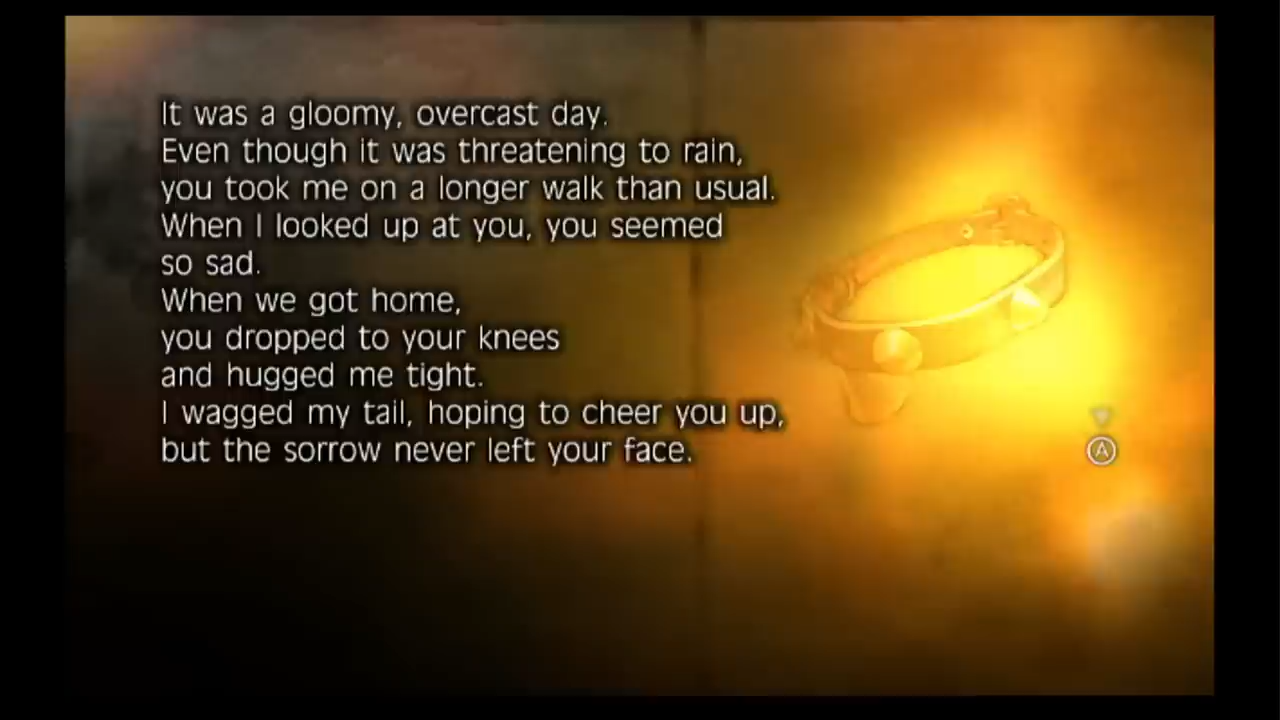 It was a gloomy, overcast day.
Even though it was threatening to rain,
you took me on a longer walk than usual.
When I looked up at you, you seemed
so sad.
When we got home,
you dropped to your knees
and hugged me tight.
I wagged my tail, hoping to cheer you up,
but the sorrow never left your face.
A